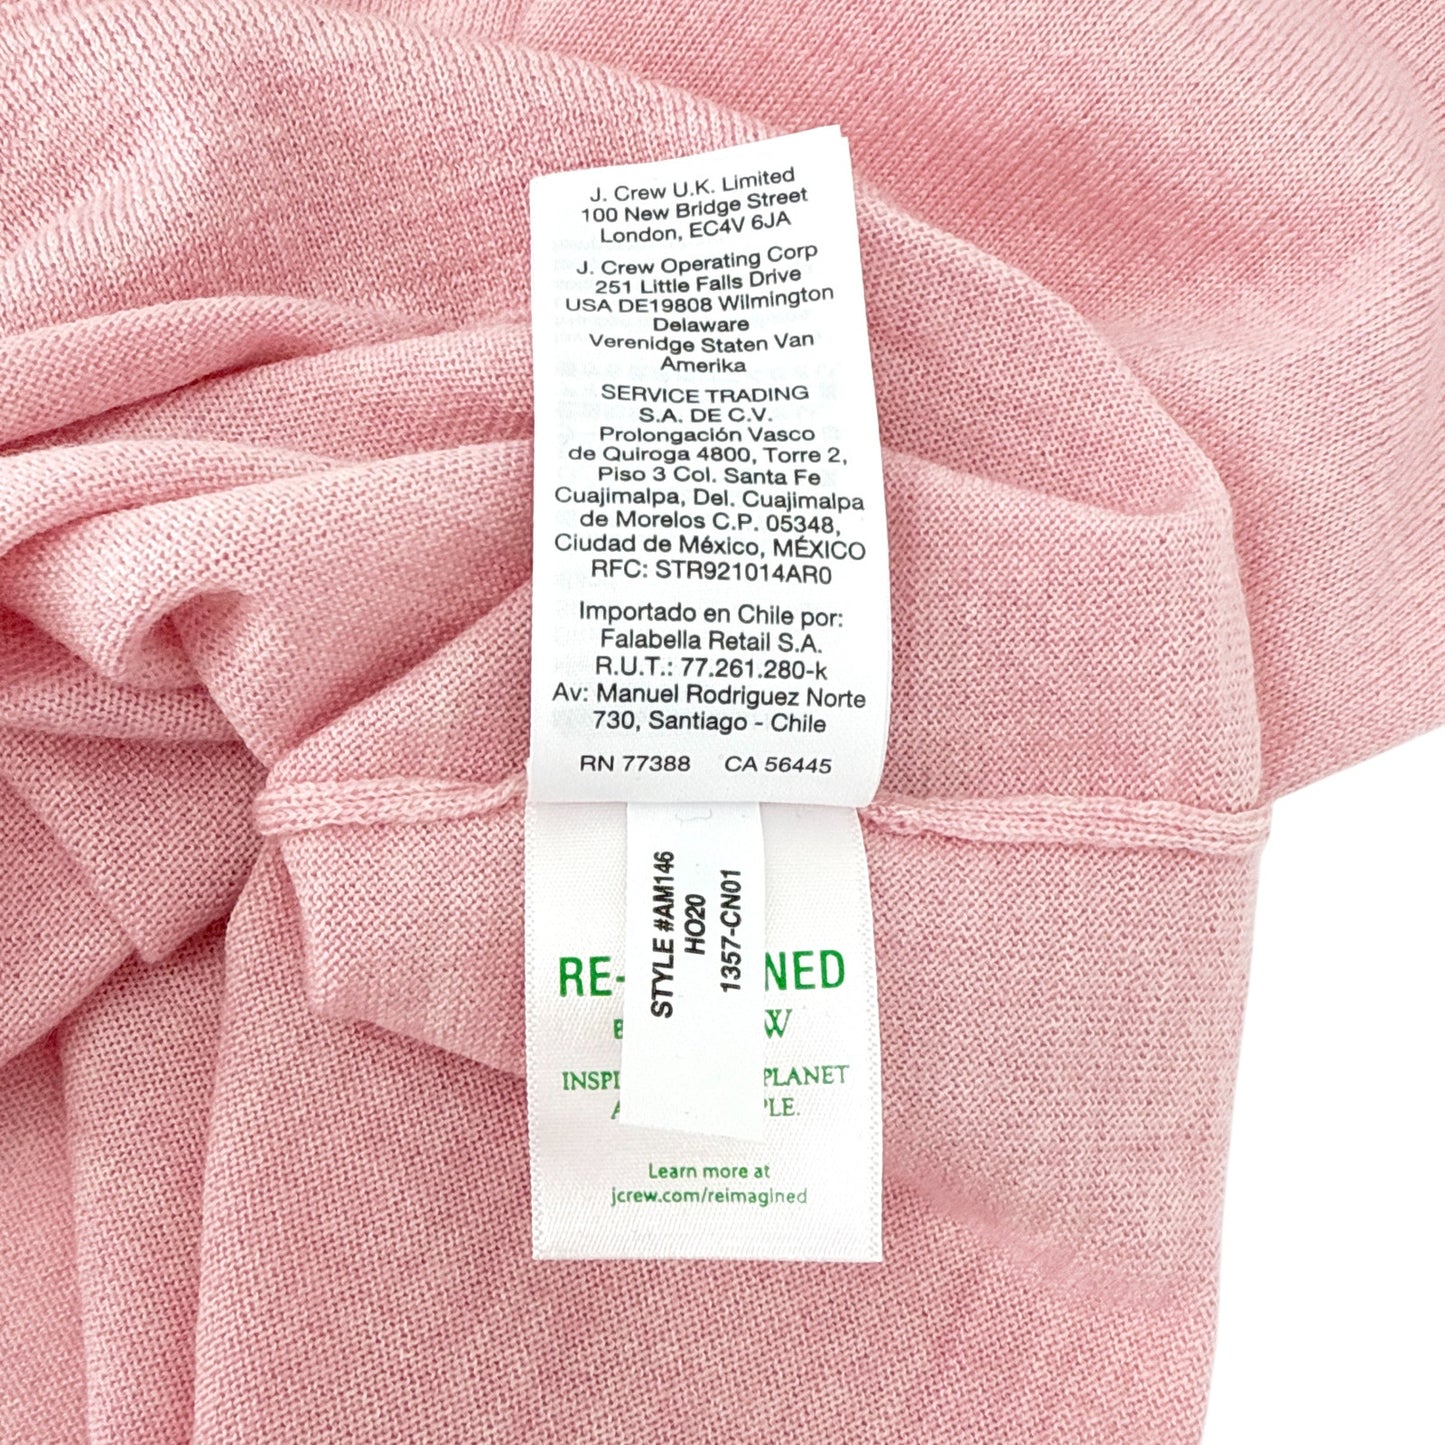 J. Crew U.K. Limited
100 New Bridge Street
London, EC4V 6JA
J. Crew Operating Corp
251 Little Falls Drive
USA DE19808 Wilmington
Delaware
Verenidge Staten Van
Amerika
SERVICE TRADING
S.A. DE C.V.
Prolongación Vasco
de Quiroga 4800, Torre 2,
Piso 3 Col. Santa Fe
Cuajimalpa, Del. Cuajimalpa
de Morelos C.P. 05348,
Ciudad de México, MÉXICO
RFC: STR921014AR0
Importado en Chile por:
Falabella Retail S.A.
R.U.T.: 77.261.280-k
Av: Manuel Rodriguez Norte
730, Santiago - Chile
RN 77388 CA 56445
STYLE #AM146
HO20
1357-CN01
RE- NED
W
INSPI PLANET
PLE.
Learn more at
jcrew.com/reimagined